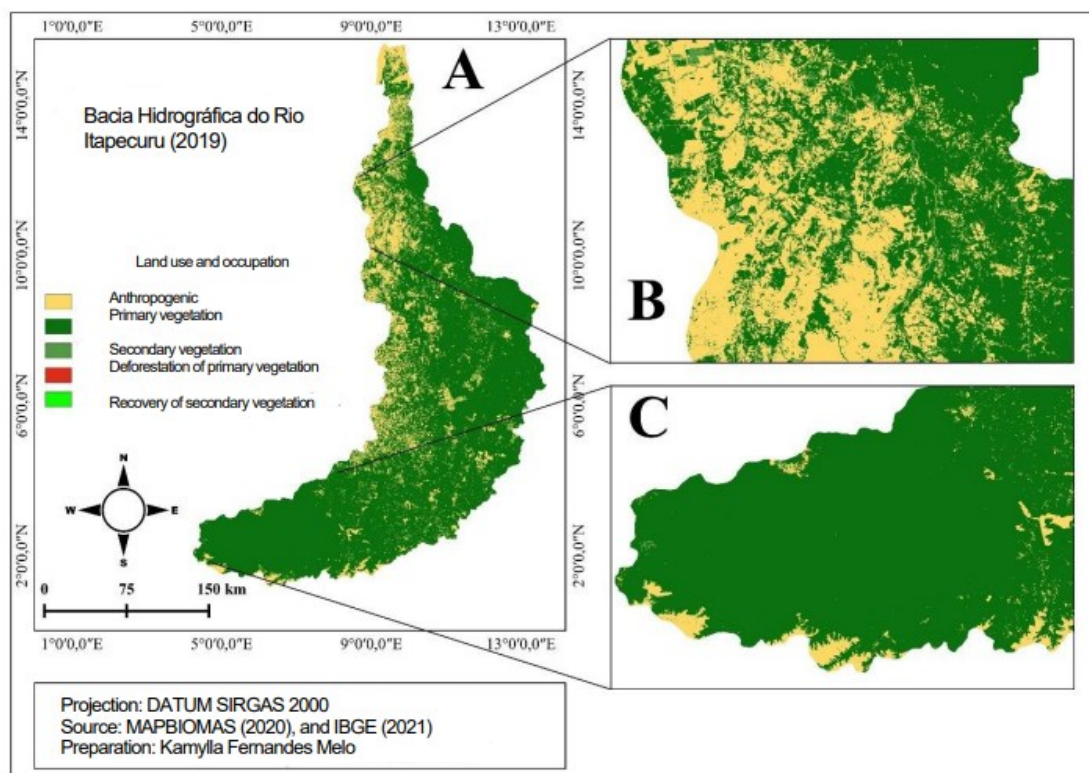 1°0'0,0"E 5°0'0,0"E 9°0'0,0"E 13°0'0,0"E
A
Bacia Hidrográfica do Rio
Itapecuru (2019)
14°0'0,0"N
10°0'0,0"N
6°0'0,0"N
2°0'0,0"N
Land use and occupation
Anthropogenic
Primary vegetation
Secondary vegetation
Deforestation of primary vegetation
Recovery of secondary vegetation
N
W E
S
0 75 150 km
14°0'0,0"N
10°0'0,0"N
6°0'0,0"N
2°0'0,0"N
1°0'0,0"E 5°0'0,0"E 9°0'0,0"E 13°0'0,0"E
B
C
Projection: DATUM SIRGAS 2000
Source: MAPBIOMAS (2020), and IBGE (2021)
Preparation: Kamylla Fernandes Melo